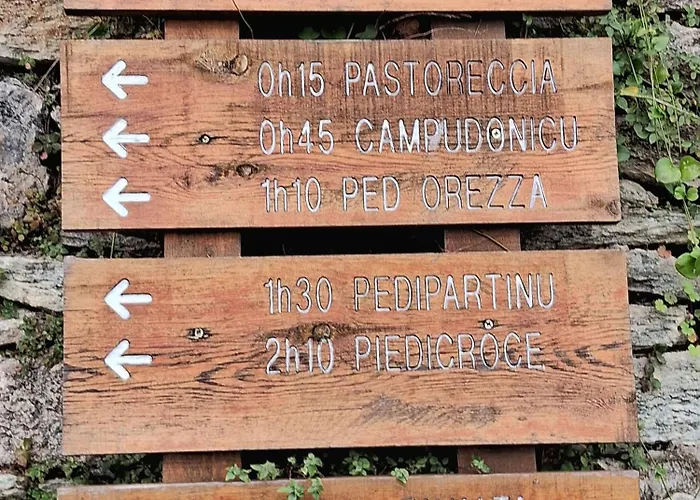 ← 0h15 PASTORECCIA
← 0h45 CAMPUDONICU
← 1h10 PED OREZZA
← 1h30 PEDIPARTINU
← 2h10 PIEDICROCE